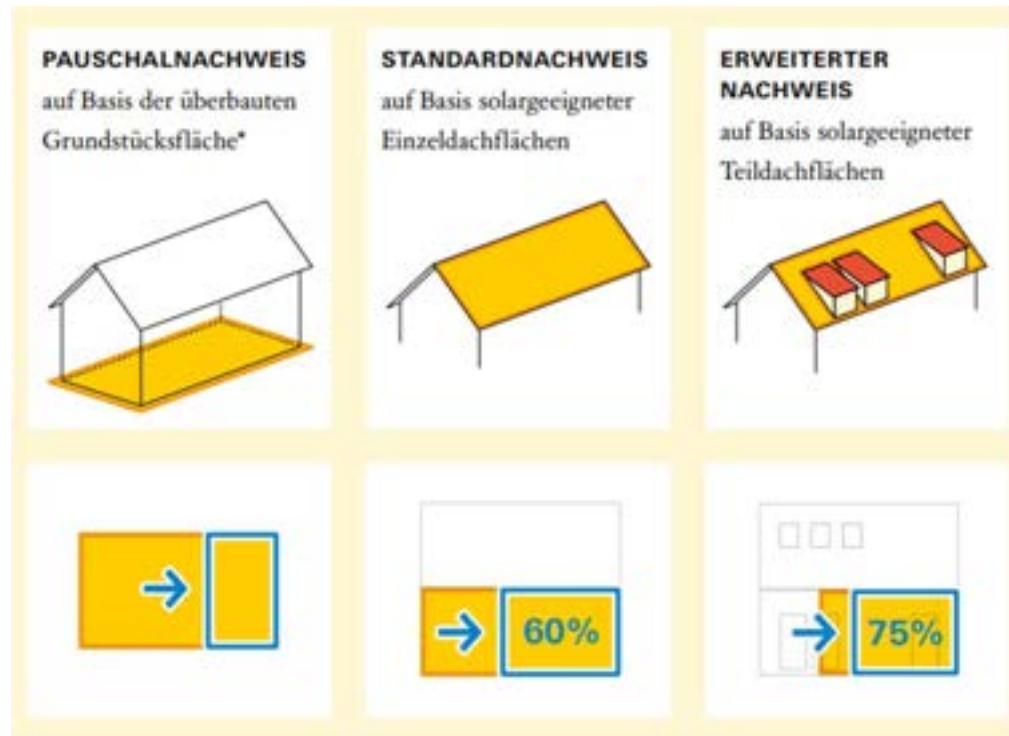 PAUSCHALNACHWEIS
auf Basis der überbauten
Grundstücksfläche*
STANDARDNACHWEIS
auf Basis solargeeigneter
Einzeldachflächen
ERWEITERTER
NACHWEIS
auf Basis solargeeigneter
Teildachflächen
60%
75%